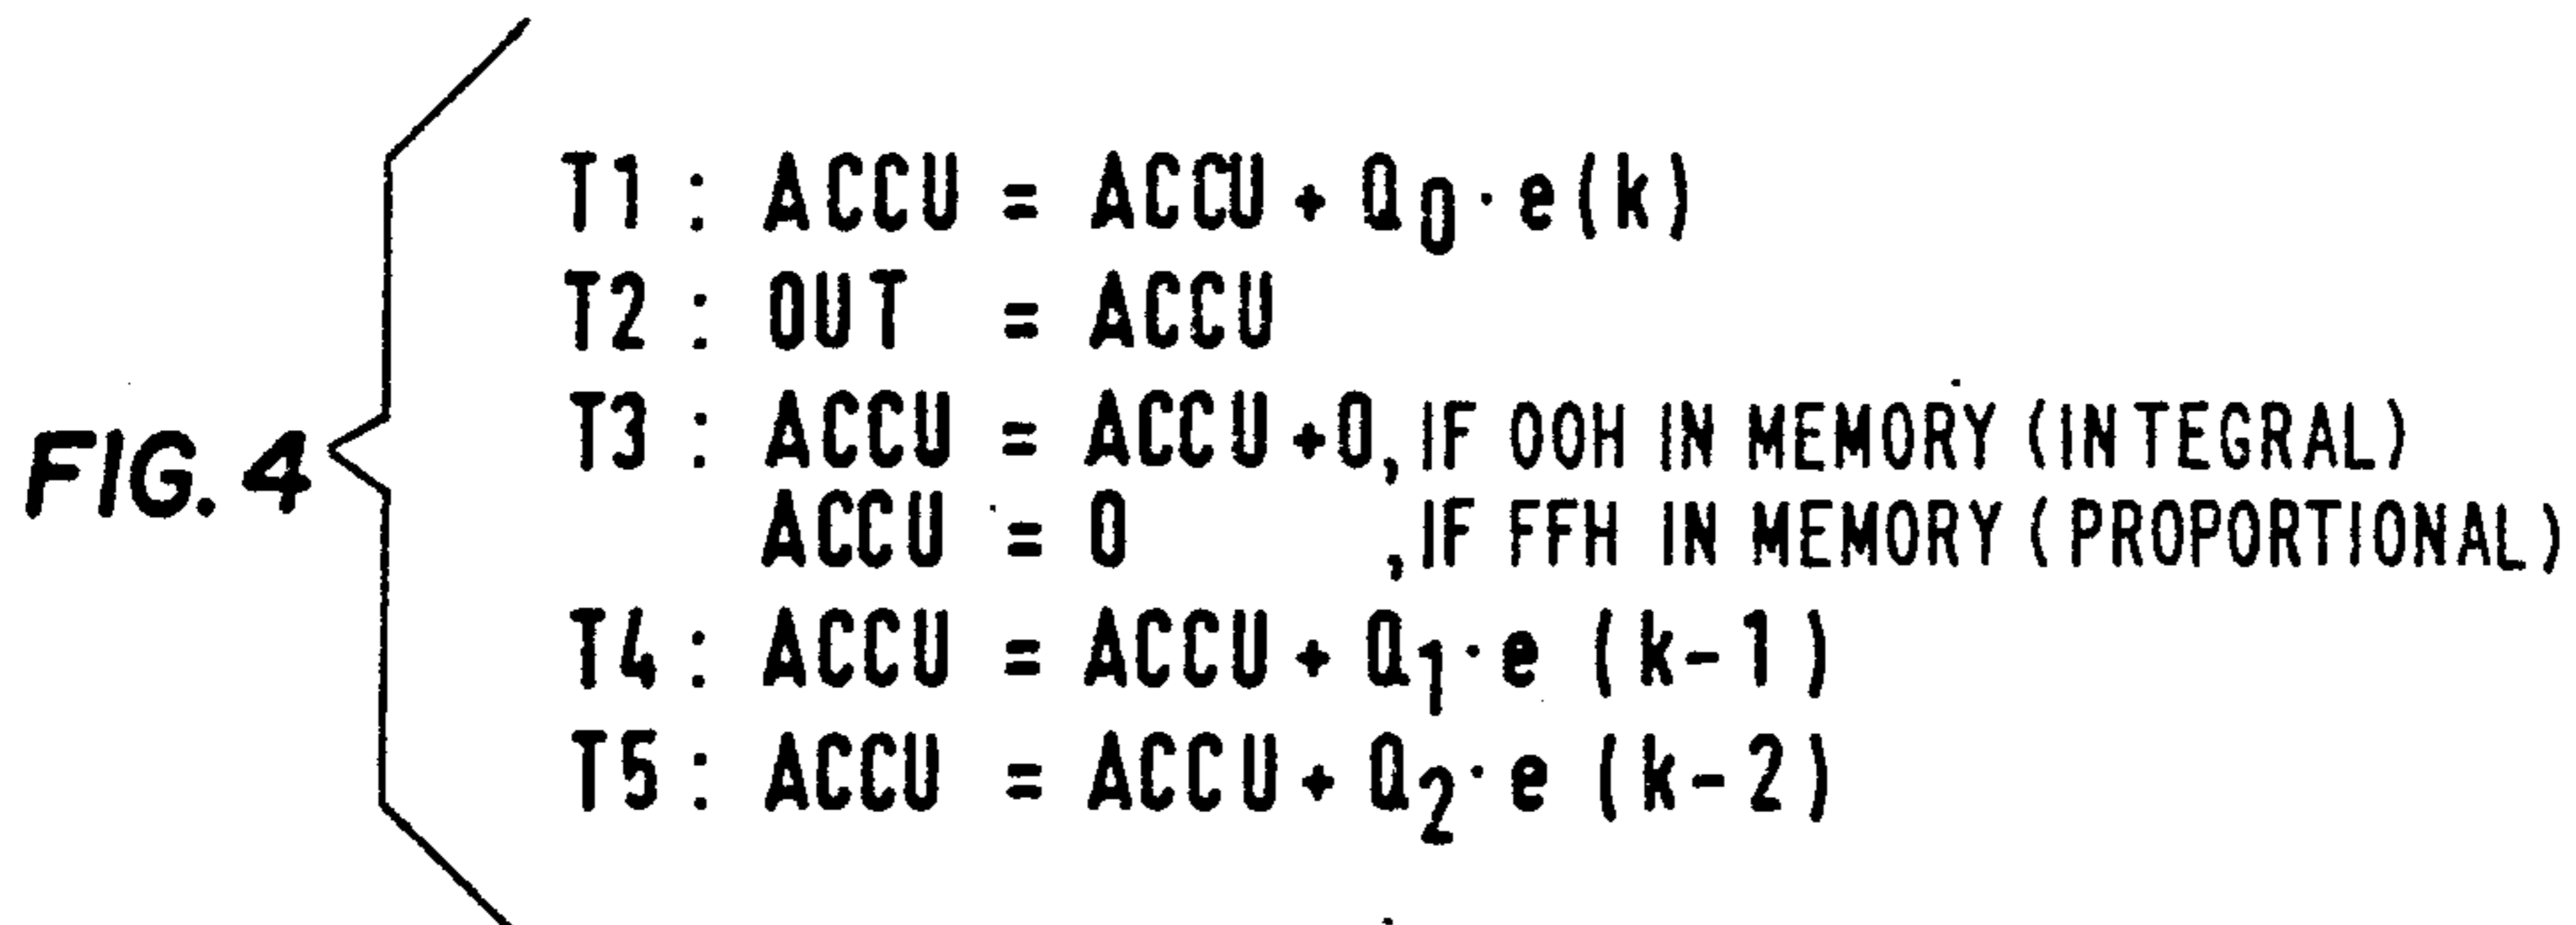 T1 : ACCU = ACCU + Q0 · e(k)
T2 : OUT = ACCU
T3 : ACCU = ACCU +0, IF 00H IN MEMORY (INTEGRAL)
FIG. 4
ACCU = 0 , IF FFH IN MEMORY (PROPORTIONAL)
T4 : ACCU = ACCU + Q1 · e (k-1)
T5 : ACCU = ACCU + Q2 · e (k-2)